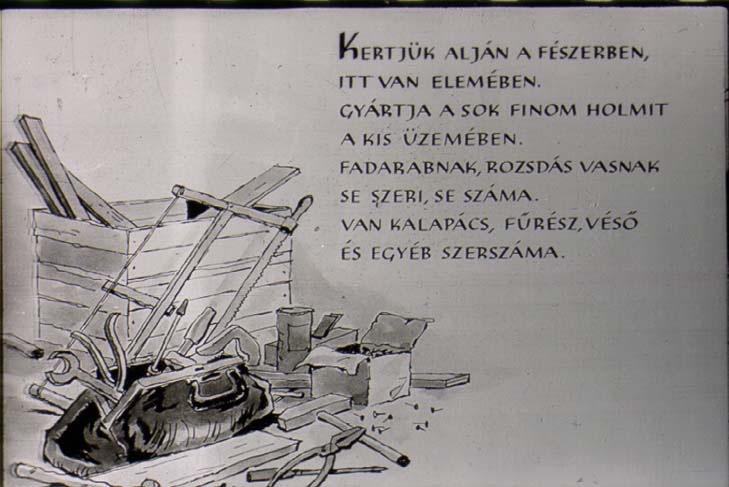 KERTJÜK ALJÁN A FÉSZERBEN,
ITT VAN ELEMÉBEN.
GYÁRTJA A SOK FINOM HOLMIT
A KIS ÜZEMÉBEN.
FADARABNAK, ROZSDÁS VASNAK
SE SZERI, SE SZÁMA.
VAN KALAPÁCS, FŰRÉSZ, VÉSŐ
ÉS EGYÉB SZERSZÁMA.